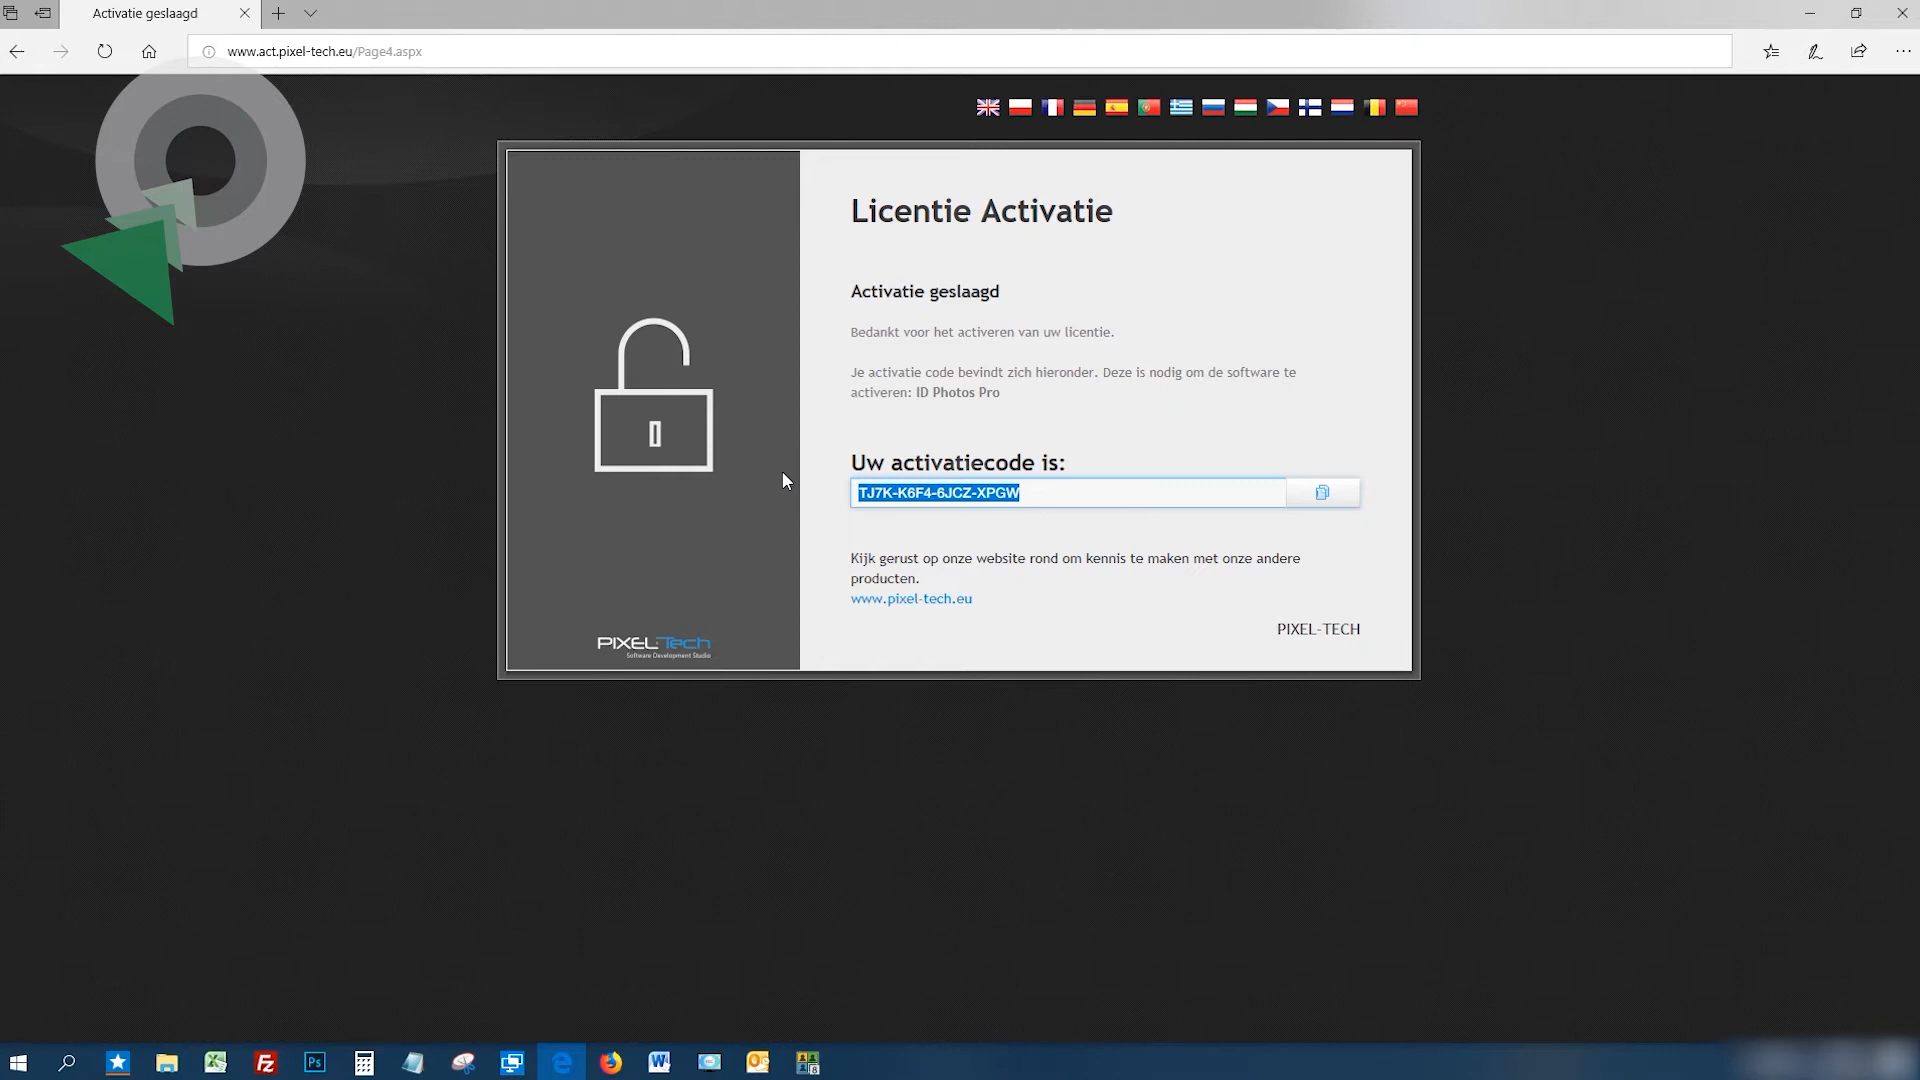 Activatie geslaagd
www.act.pixel-tech.eu/Page4.aspx
Licentie Activatie
Activatie geslaagd
Bedankt voor het activeren van uw licentie.
Je activatie code bevindt zich hieronder. Deze is nodig om de software te
activeren: ID Photos Pro
Uw activatiecode is:
TJ7K-K6F4-6JCZ-XPGW
Kijk gerust op onze website rond om kennis te maken met onze andere
producten.
www.pixel-tech.eu
PIXEL-TECH
PIXEL-Tech
Software Development Studio